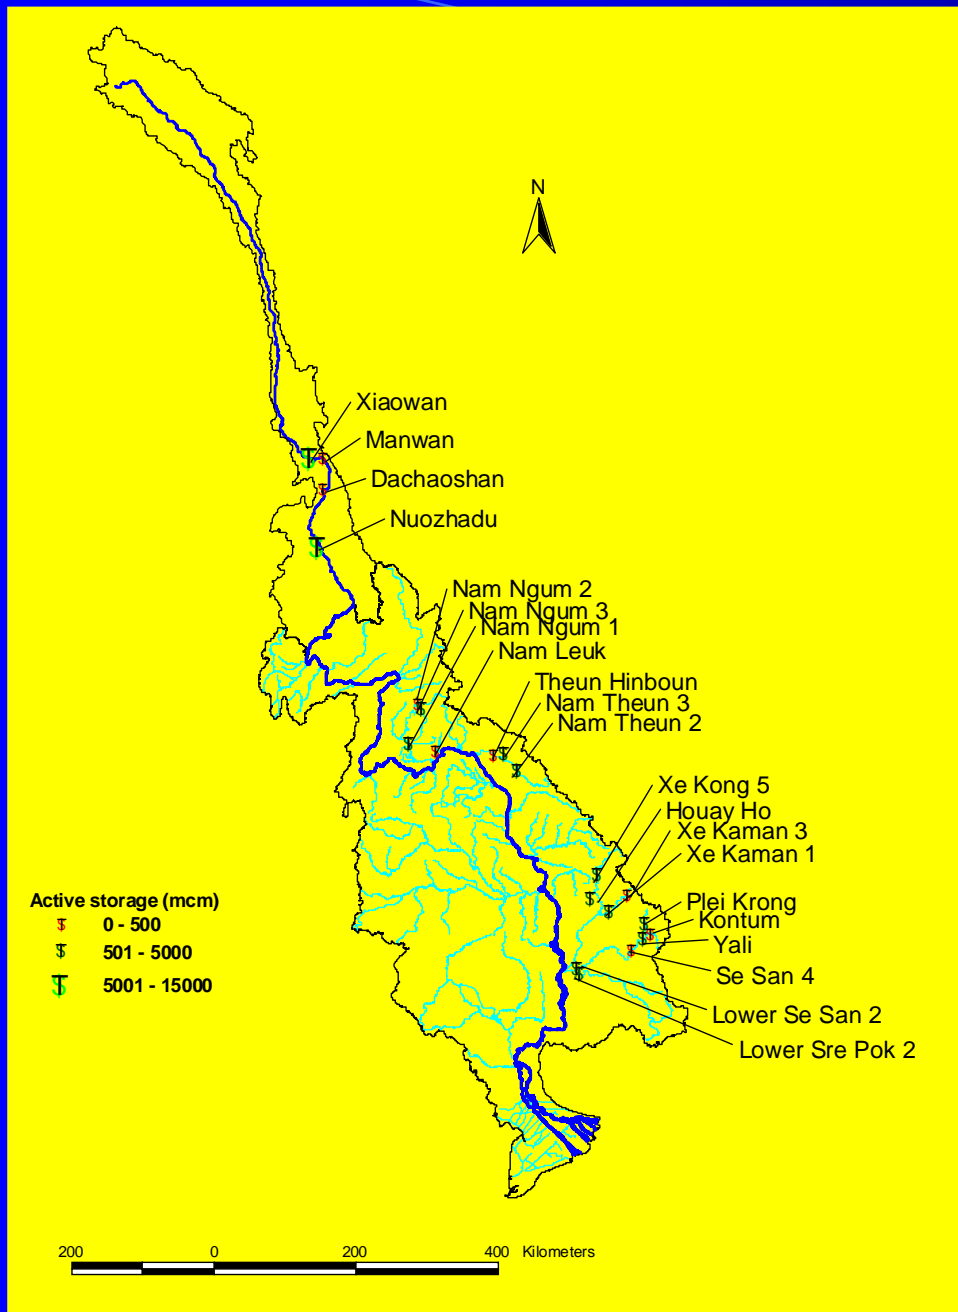 N
Xiaowan
Manwan
Dachaoshan
Nuozhadu
Nam Ngum 2
Nam Ngum 3
Nam Ngum 1
Nam Leuk
Theun Hinboun
Nam Theun 3
Nam Theun 2
Xe Kong 5
Houay Ho
Xe Kaman 3
Xe Kaman 1
Plei Krong
Kontum
Yali
Se San 4
Lower Se San 2
Lower Sre Pok 2
Active storage (mcm)
0 - 500
501 - 5000
5001 - 15000
200 0 200 400 Kilometers